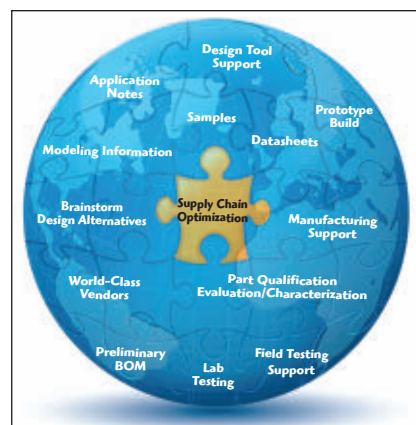 Design Tool
Support
Application
Notes
Prototype
Build
Samples
Datasheets
Modeling Information
Supply Chain
Optimization
Brainstorm
Design Alternatives
Manufacturing
Support
World-Class
Vendors
Part Qualification
Evaluation/Characterization
Preliminary
BOM
Lab
Testing
Field Testing
Support